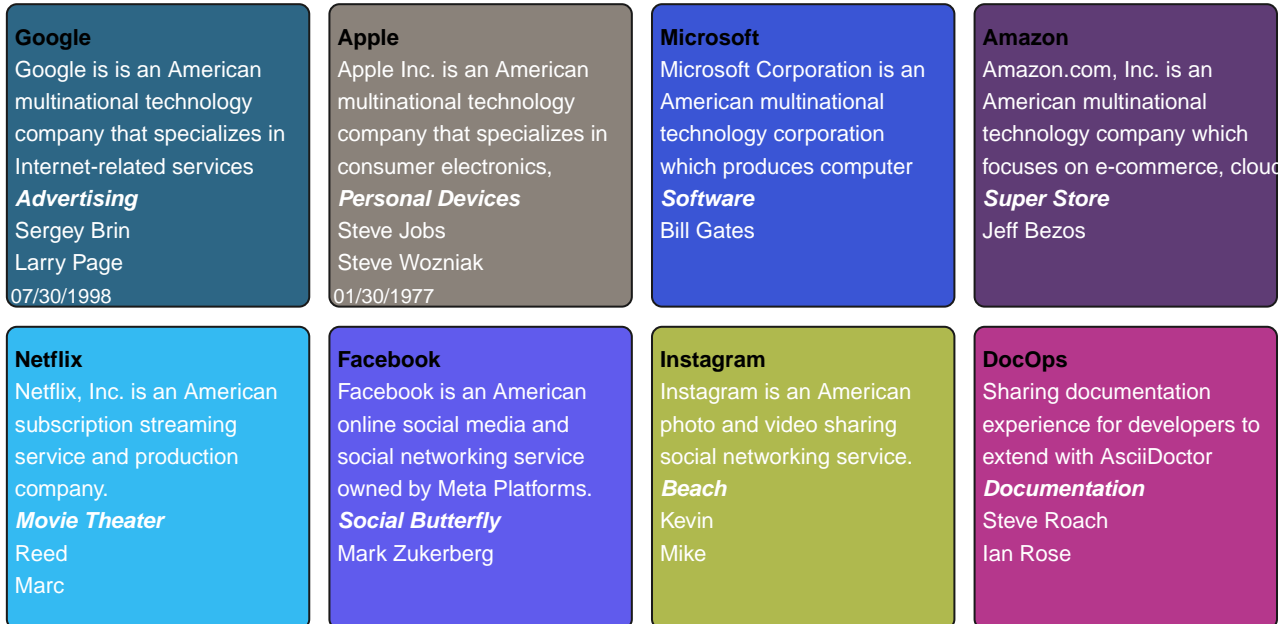 Google
Google is is an American
multinational technology
company that specializes in
Internet-related services
Advertising
Sergey Brin
Larry Page
07/30/1998
Apple
Apple Inc. is an American
multinational technology
company that specializes in
consumer electronics,
Personal Devices
Steve Jobs
Steve Wozniak
01/30/1977
Microsoft
Microsoft Corporation is an
American multinational
technology corporation
which produces computer
Software
Bill Gates
Amazon
Amazon.com, Inc. is an
American multinational
technology company which
focuses on e-commerce, cloud
Super Store
Jeff Bezos
Netflix
Netflix, Inc. is an American
subscription streaming
service and production
company.
Movie Theater
Reed
Marc
Facebook
Facebook is an American
online social media and
social networking service
owned by Meta Platforms.
Social Butterfly
Mark Zukerberg
Instagram
Instagram is an American
photo and video sharing
social networking service.
Beach
Kevin
Mike
DocOps
Sharing documentation
experience for developers to
extend with AsciiDoctor
Documentation
Steve Roach
Ian Rose